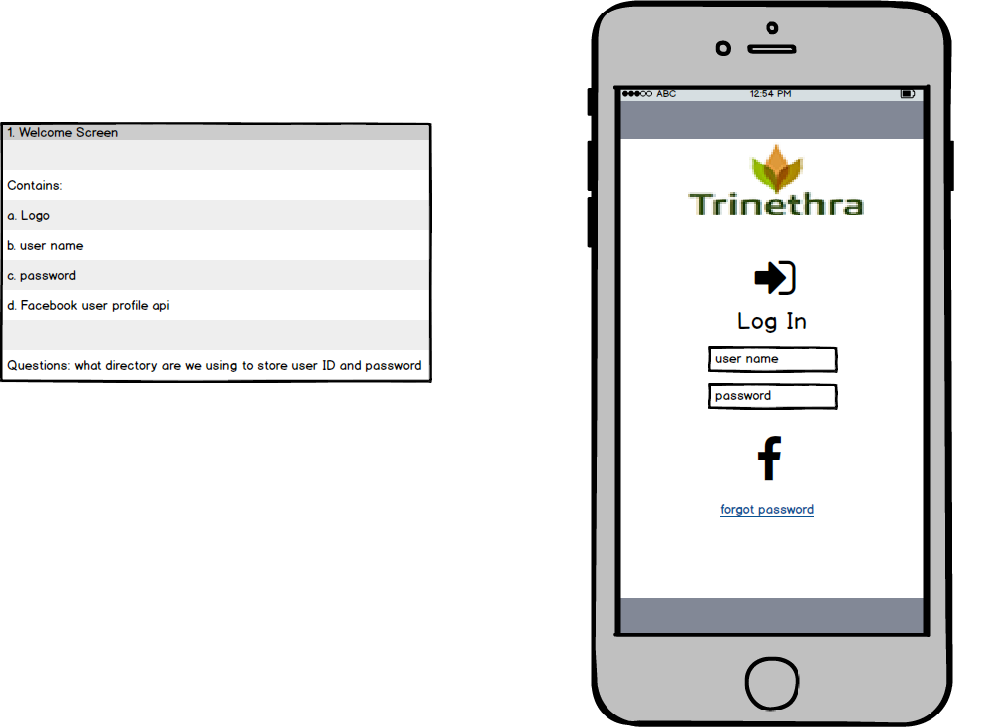 1. Welcome Screen
Contains:
a. Logo
b. user name
c. password
d. Facebook user profile api
Questions: what directory are we using to store user ID and password
ABC 12:54 PM
Trinethra
Log In
user name
password
f
forgot password